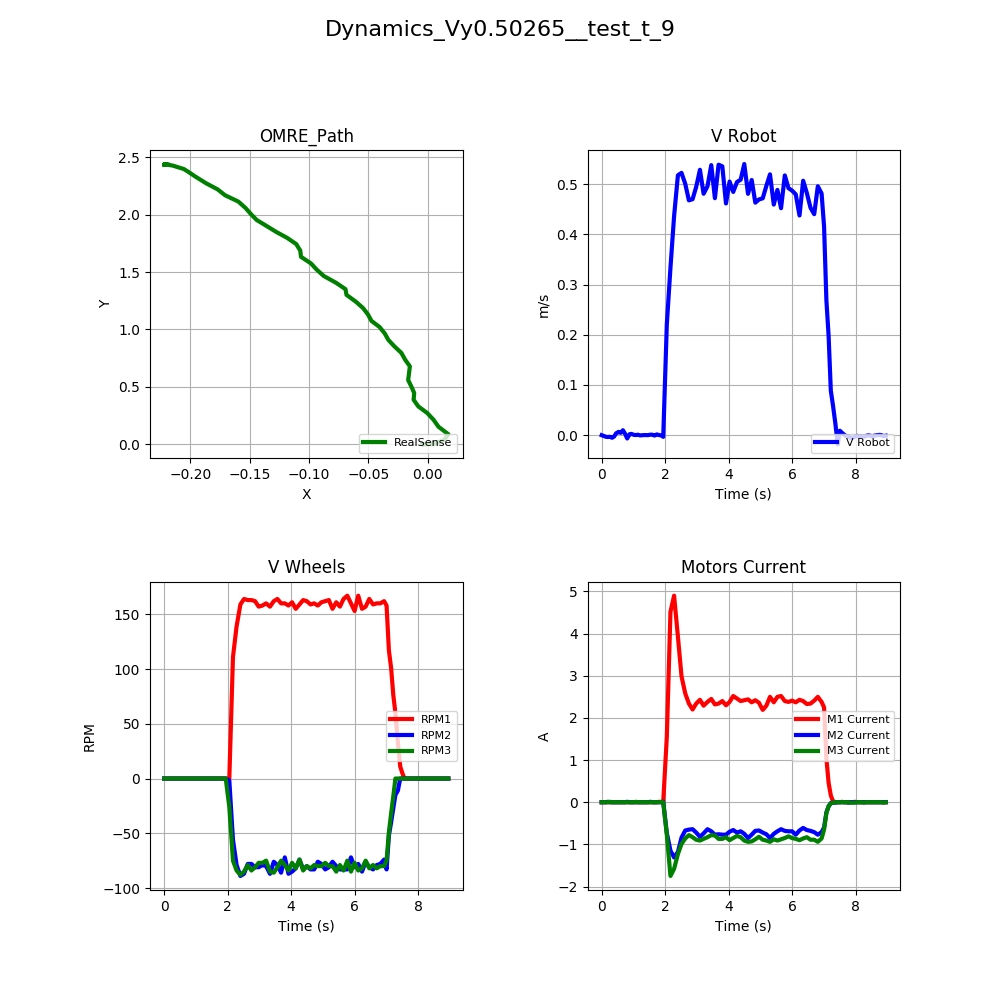 Dynamics_Vy0.50265__test_t_9
OMRE_Path
2.5
2.0
1.5
1.0
0.5
0.0
Y
−0.20
−0.15
−0.10
−0.05
0.00
X
RealSense
V Robot
0.5
0.4
0.3
0.2
0.1
0.0
m/s
0
2
4
6
8
Time (s)
V Robot
V Wheels
150
100
50
0
−50
−100
RPM
0
2
4
6
8
Time (s)
RPM1
RPM2
RPM3
Motors Current
5
4
3
2
1
0
−1
−2
A
0
2
4
6
8
Time (s)
M1 Current
M2 Current
M3 Current